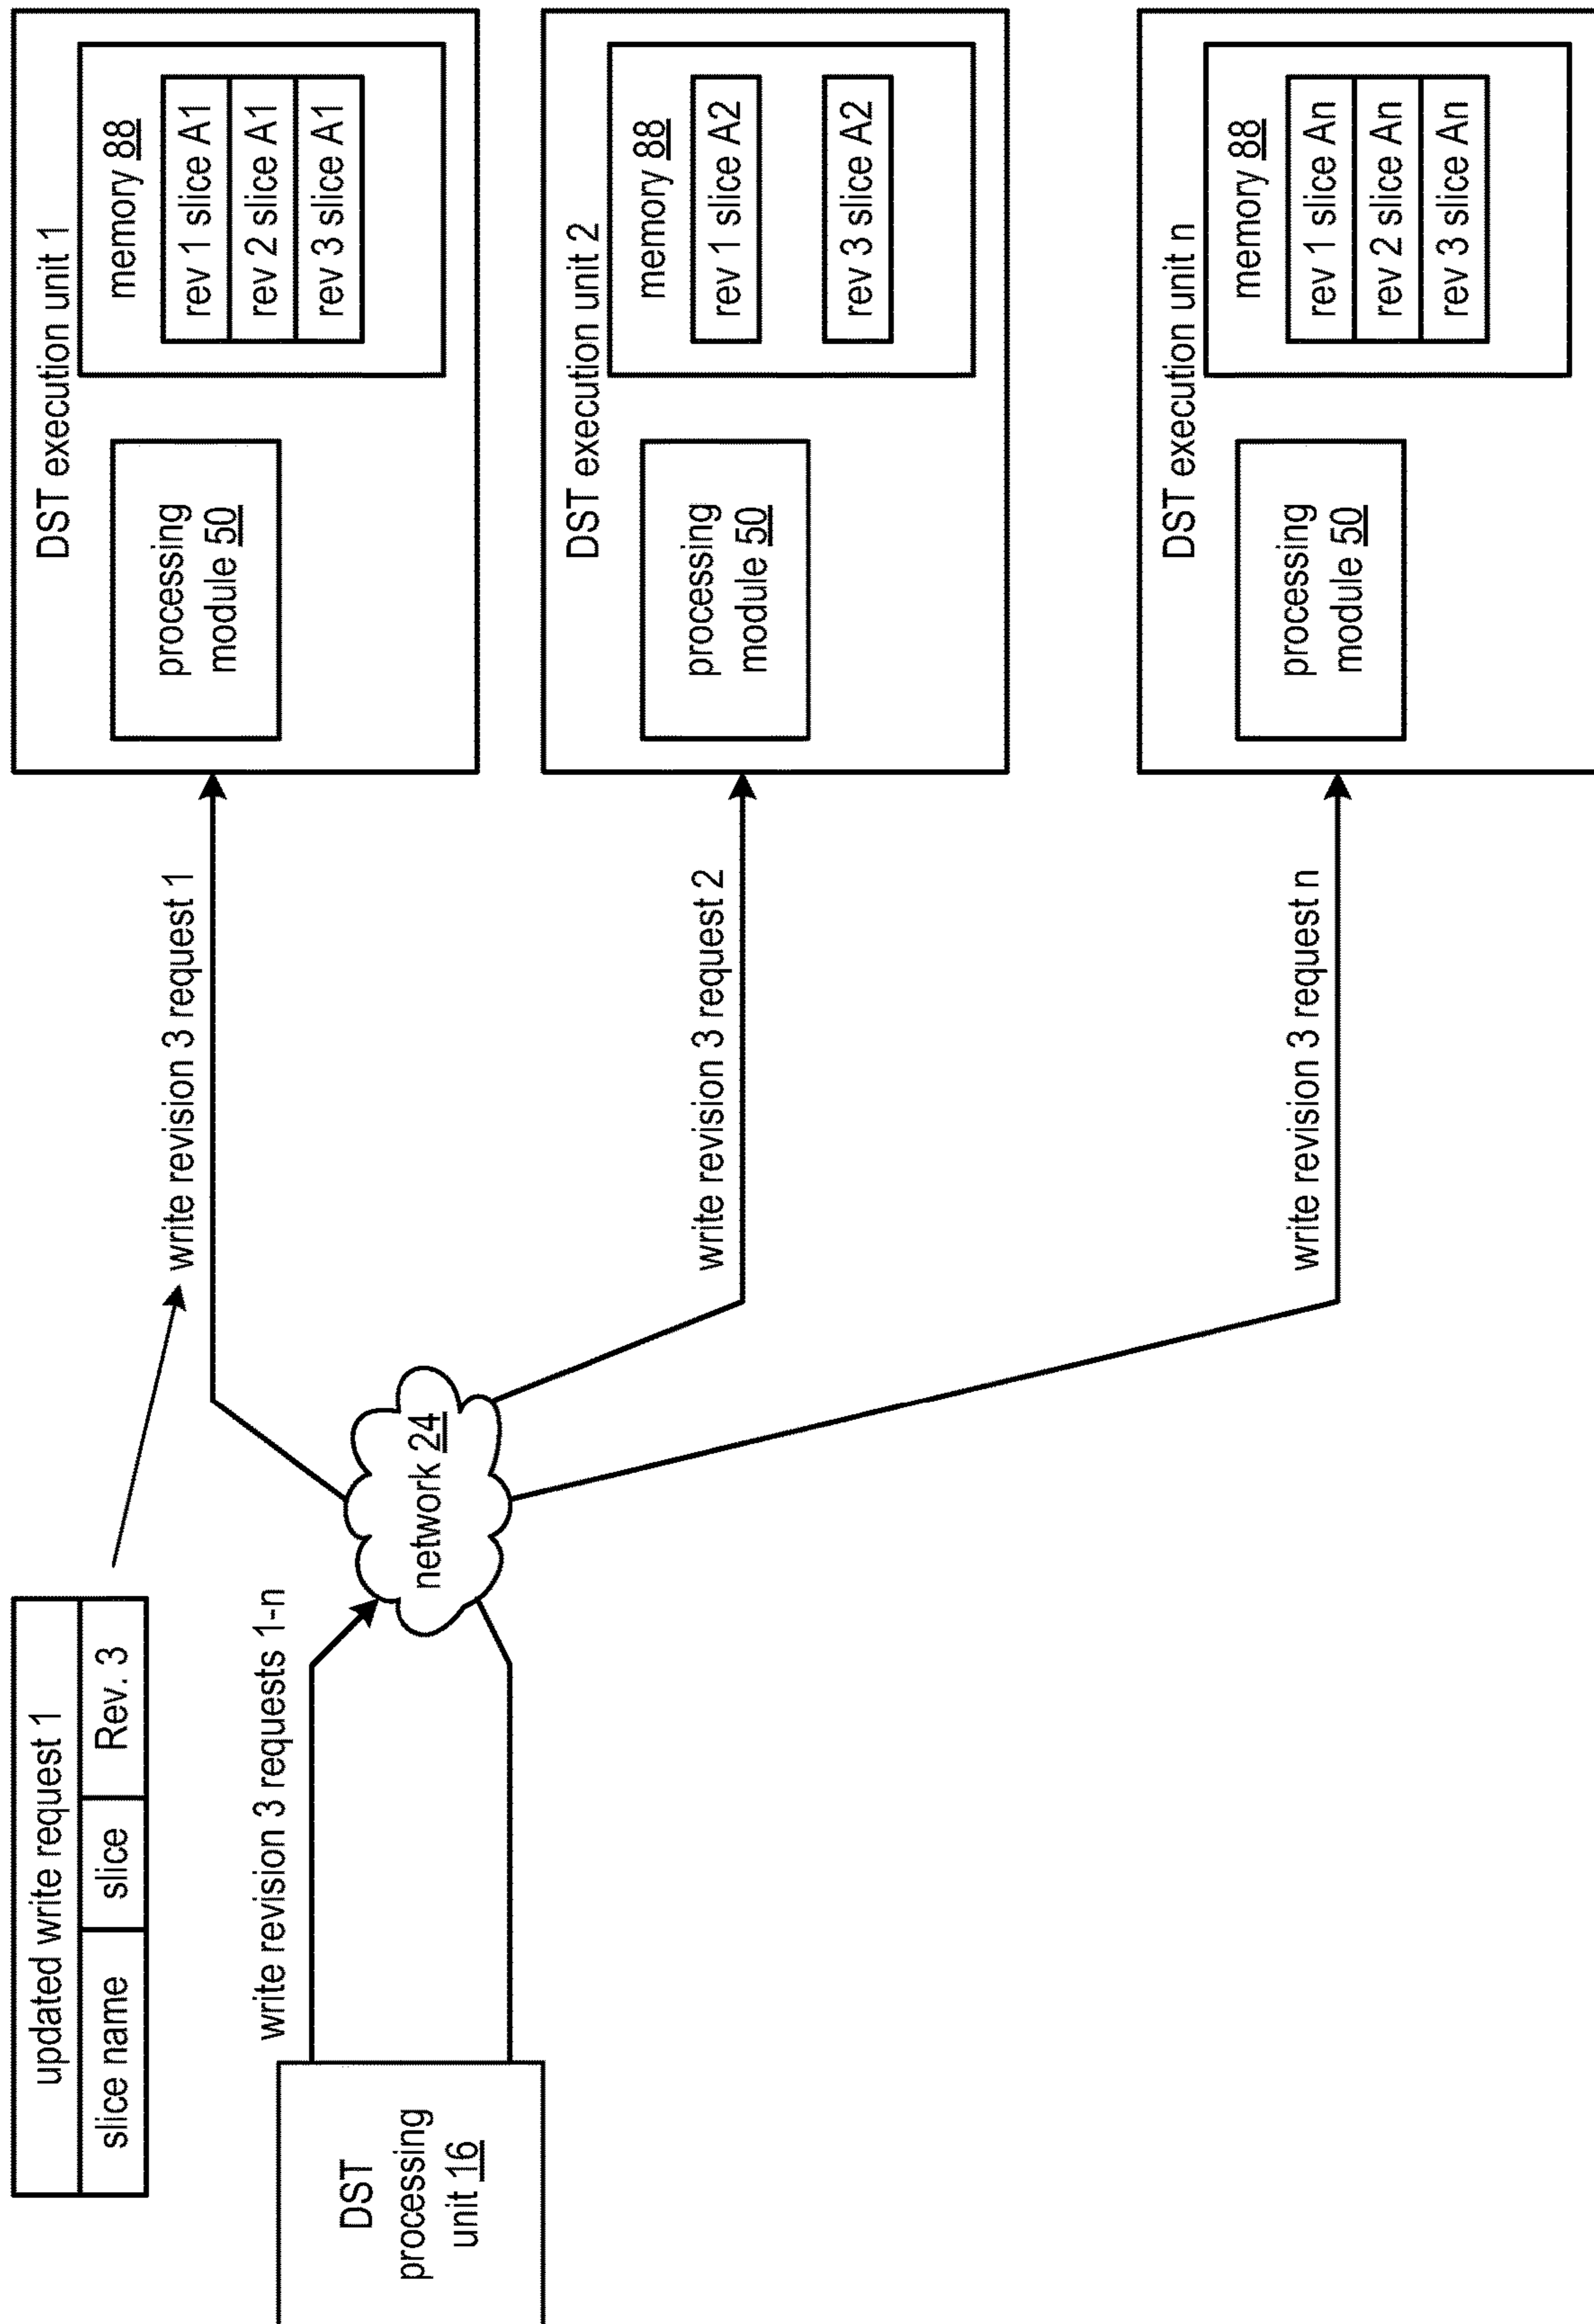 updated write request 1
slice name
slice
Rev. 3
write revision 3 requests 1-n
DST
processing
unit 16
network 24
write revision 3 request 1
write revision 3 request 2
write revision 3 request n
DST execution unit 1
processing
module 50
memory 88
rev 1 slice A1
rev 2 slice A1
rev 3 slice A1
DST execution unit 2
processing
module 50
memory 88
rev 1 slice A2
rev 3 slice A2
DST execution unit n
processing
module 50
memory 88
rev 1 slice An
rev 2 slice An
rev 3 slice An